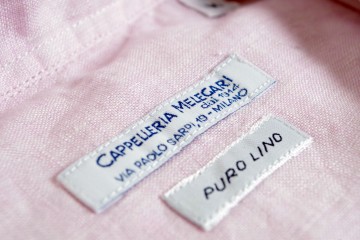 CAPPELLERIA MELEGARI
dal 1914
VIA PAOLO SARPI, 19 - MILANO
PURO LINO